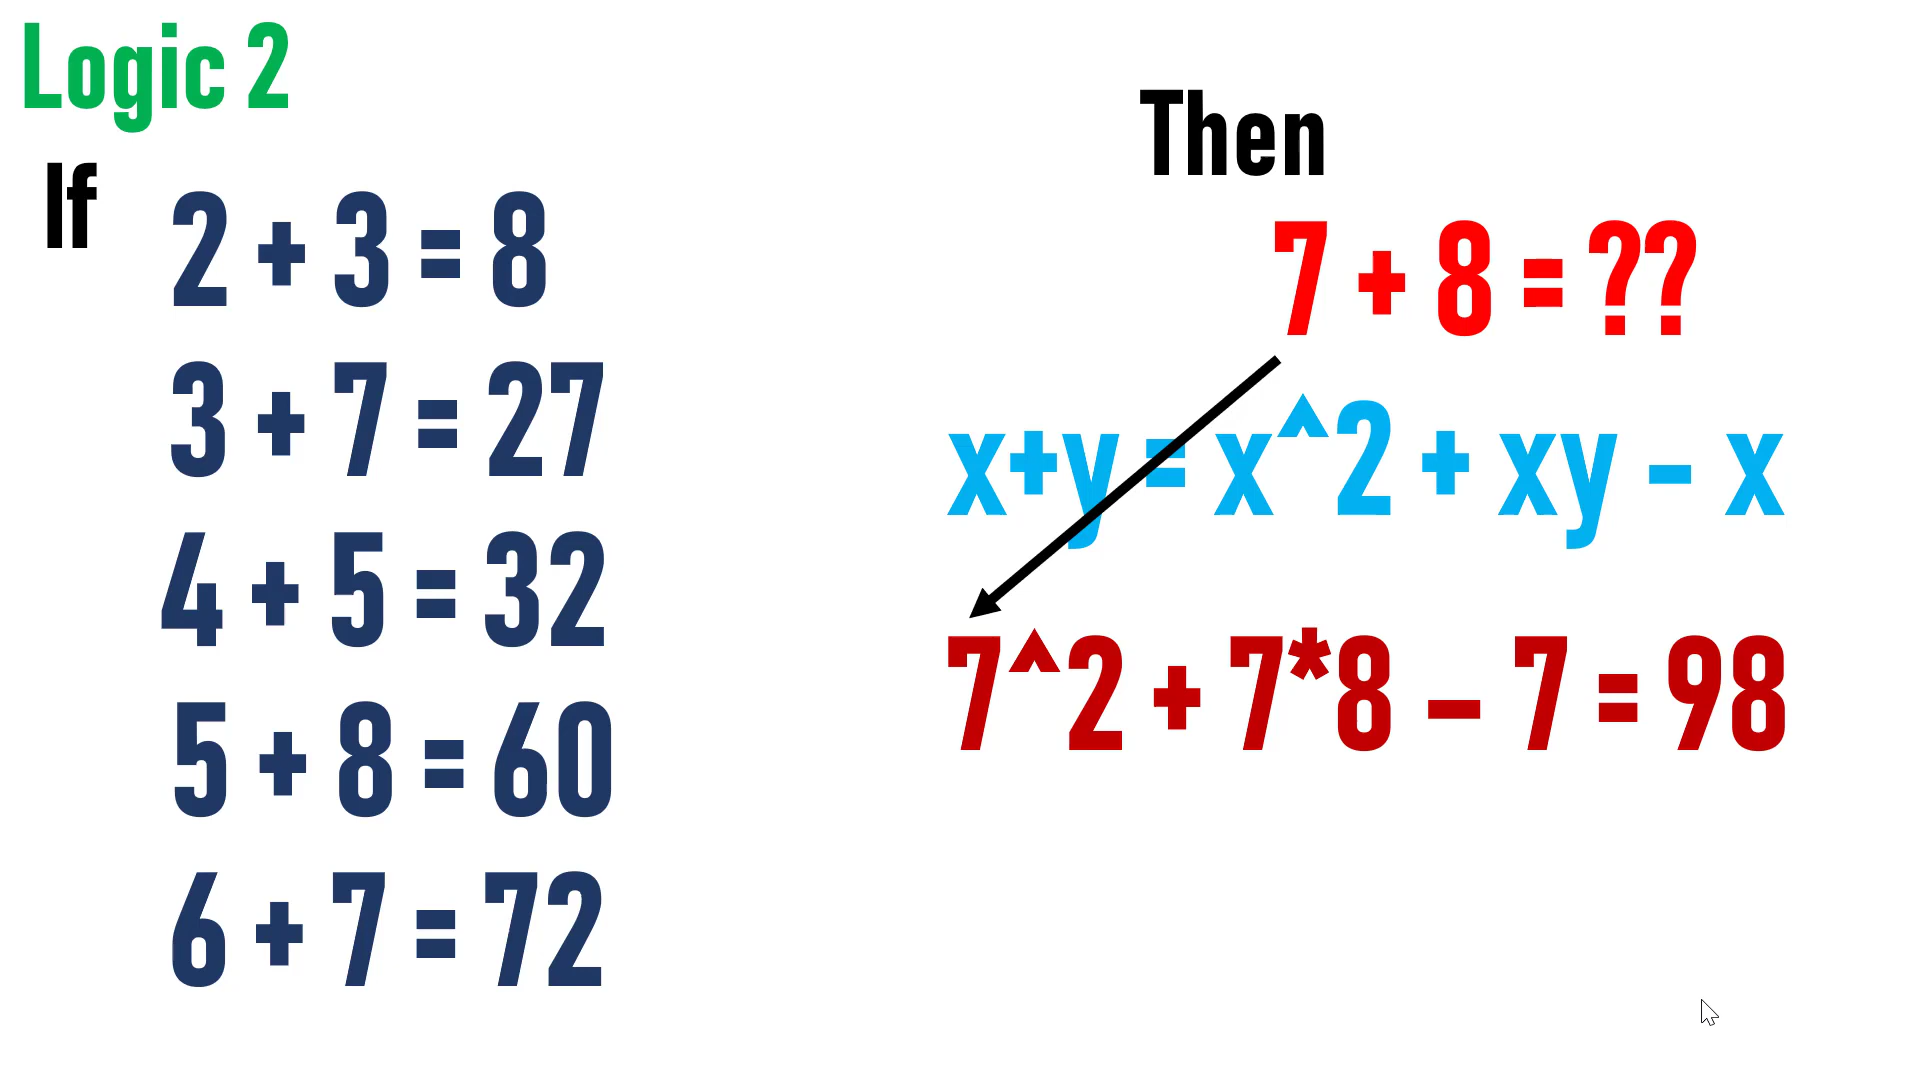 Logic 2
If
2 + 3 = 8
3 + 7 = 27
4 + 5 = 32
5 + 8 = 60
6 + 7 = 72
Then
7 + 8 = ??
x+y = x^2 + xy - x
7^2 + 7*8 - 7 = 98